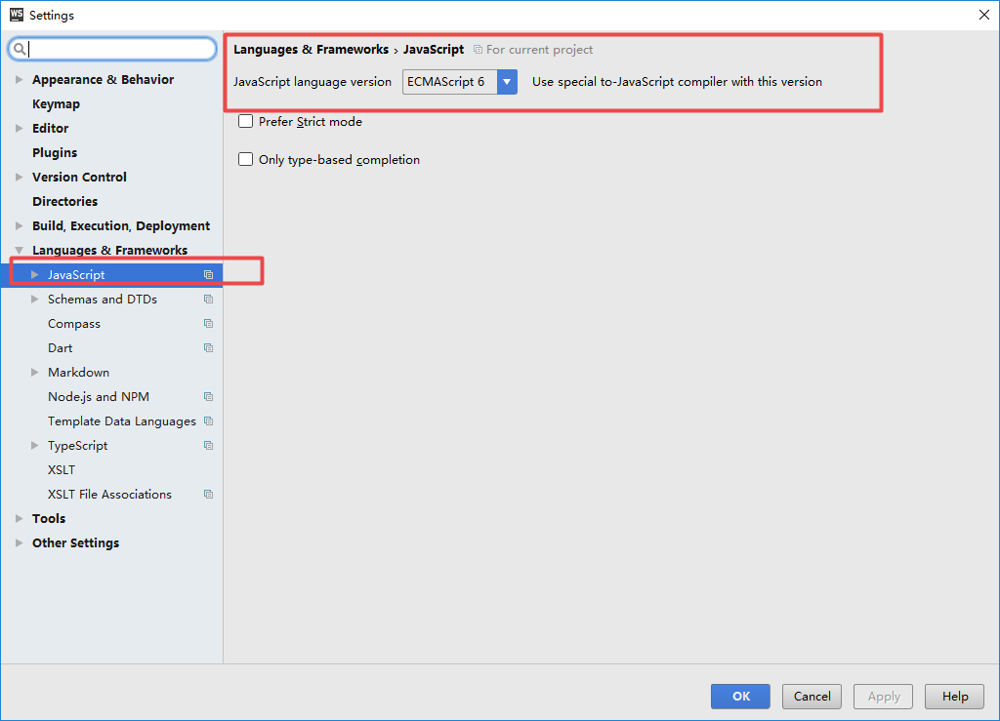 WS Settings
Appearance & Behavior
Keymap
Editor
Plugins
Version Control
Directories
Build, Execution, Deployment
Languages & Frameworks
JavaScript
Schemas and DTDs
Compass
Dart
Markdown
Node.js and NPM
Template Data Languages
TypeScript
XSLT
XSLT File Associations
Tools
Other Settings
Languages & Frameworks › JavaScript For current project
JavaScript language version ECMAScript 6 Use special to-JavaScript compiler with this version
Prefer Strict mode
Only type-based completion
OK Cancel Apply Help